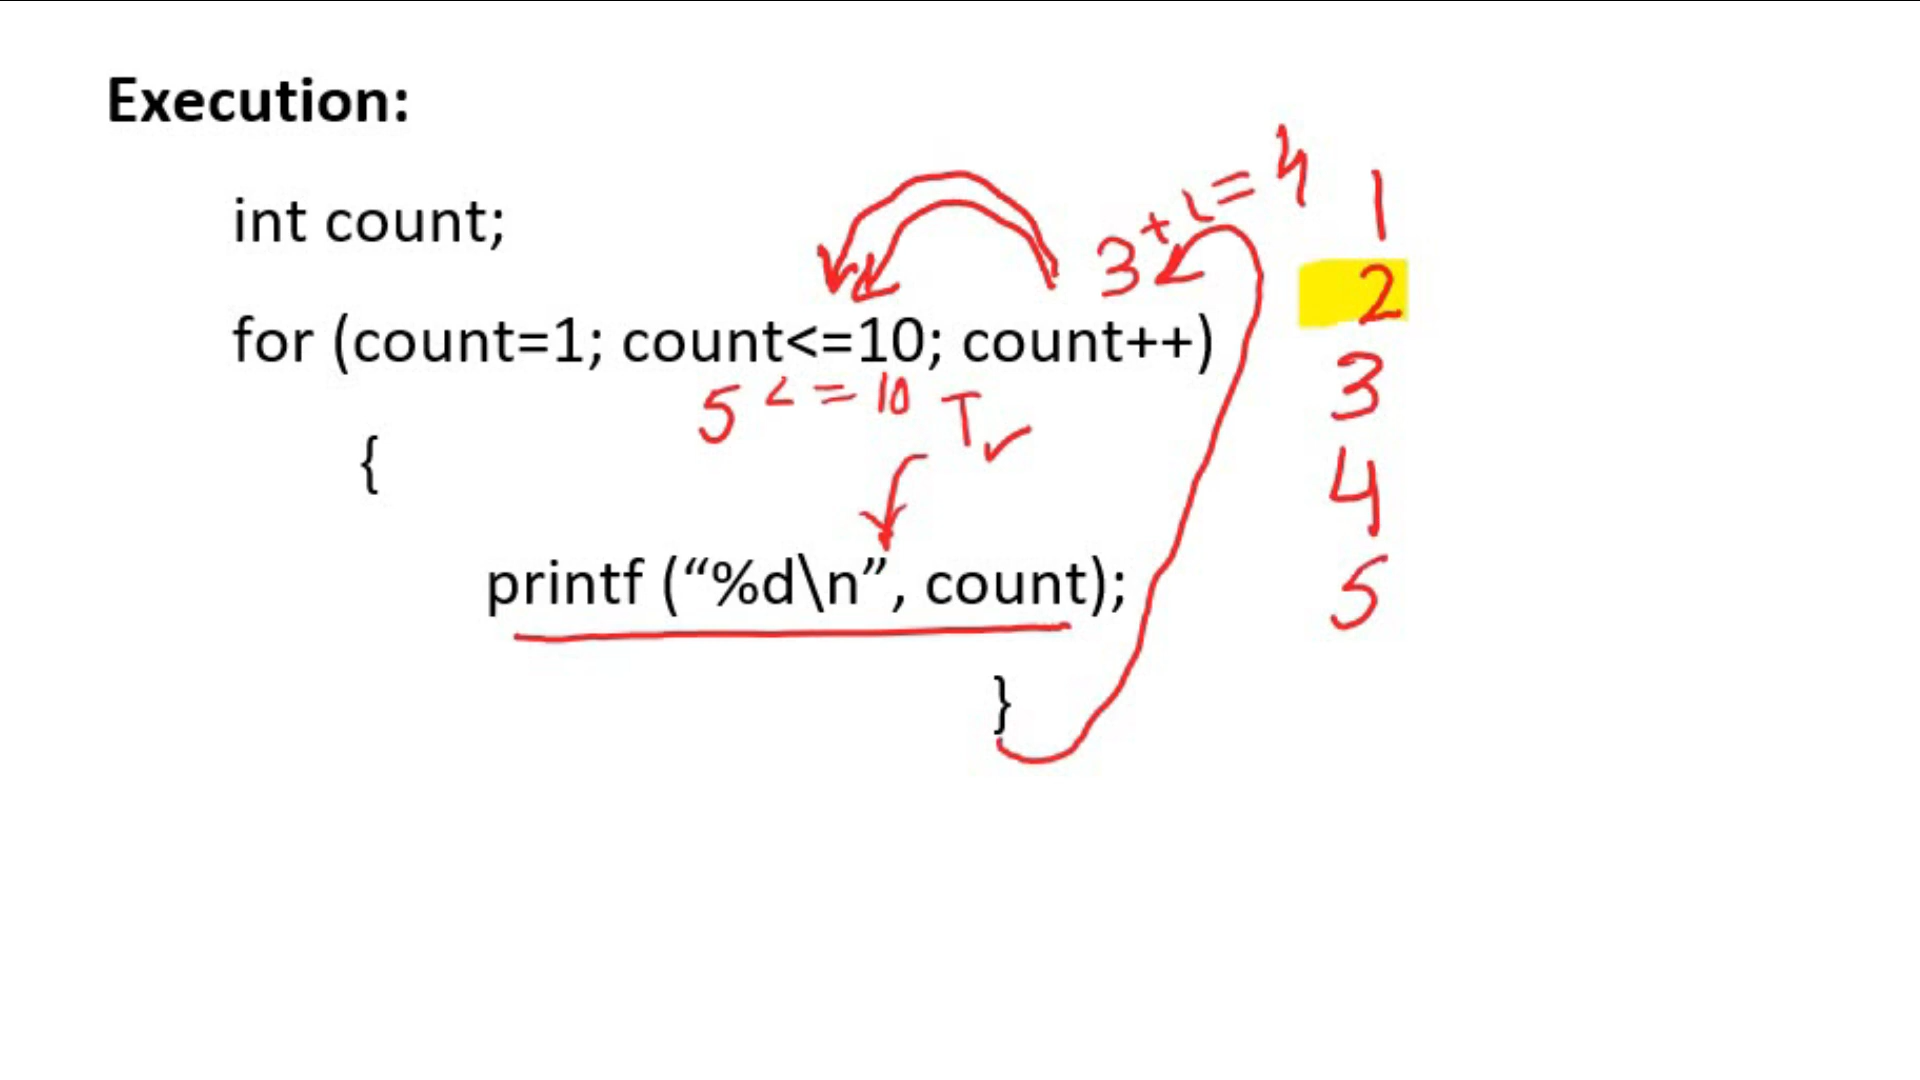 Execution:
int count;
3+1=4
for (count=1; count<=10; count++)
5<=10 T✓
{
printf (“%d\n”, count);
}
1
2
3
4
5